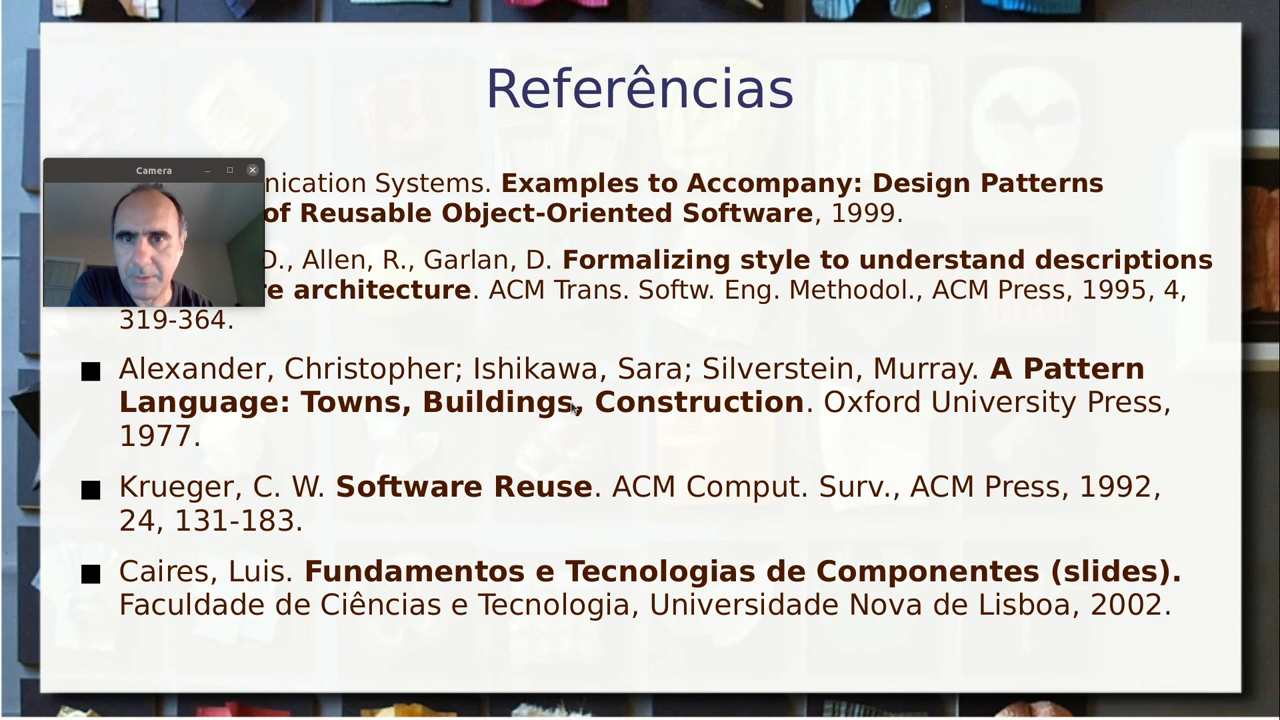 Referências
Camera
nication Systems. Examples to Accompany: Design Patterns
of Reusable Object-Oriented Software, 1999.
D., Allen, R., Garlan, D. Formalizing style to understand descriptions
re architecture. ACM Trans. Softw. Eng. Methodol., ACM Press, 1995, 4,
319-364.
■ Alexander, Christopher; Ishikawa, Sara; Silverstein, Murray. A Pattern
Language: Towns, Buildings, Construction. Oxford University Press,
1977.
■ Krueger, C. W. Software Reuse. ACM Comput. Surv., ACM Press, 1992,
24, 131-183.
■ Caires, Luis. Fundamentos e Tecnologias de Componentes (slides).
Faculdade de Ciências e Tecnologia, Universidade Nova de Lisboa, 2002.